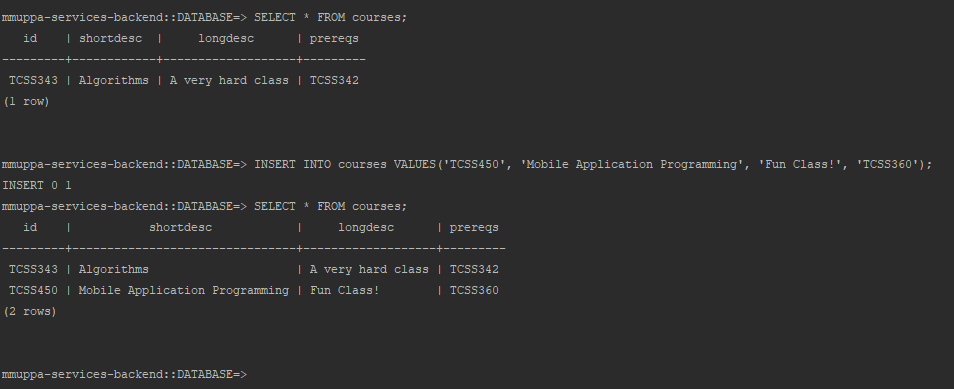 mmuppa-services-backend::DATABASE=> SELECT * FROM courses;
   id    | shortdesc  |     longdesc      | prereqs
---------+------------+-------------------+---------
 TCSS343 | Algorithms | A very hard class | TCSS342
(1 row)
mmuppa-services-backend::DATABASE=> INSERT INTO courses VALUES('TCSS450', 'Mobile Application Programming', 'Fun Class!', 'TCSS360');
INSERT 0 1
mmuppa-services-backend::DATABASE=> SELECT * FROM courses;
   id    |           shortdesc            |     longdesc      | prereqs
---------+--------------------------------+-------------------+---------
 TCSS343 | Algorithms                     | A very hard class | TCSS342
 TCSS450 | Mobile Application Programming | Fun Class!        | TCSS360
(2 rows)
mmuppa-services-backend::DATABASE=>